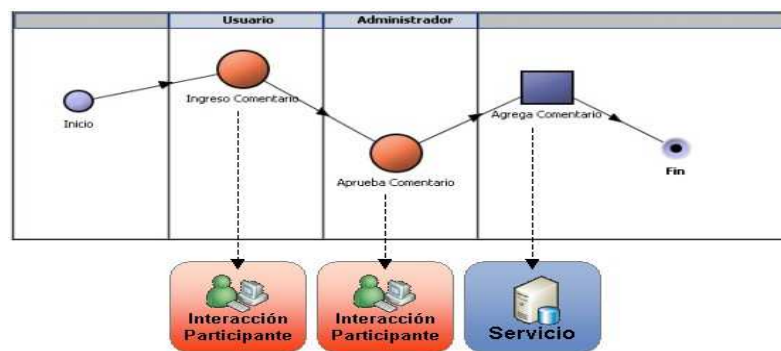 Usuario
Administrador
Inicio
Ingreso Comentario
Aprueba Comentario
Agrega Comentario
Fin
Interacción
Participante
Interacción
Participante
Servicio